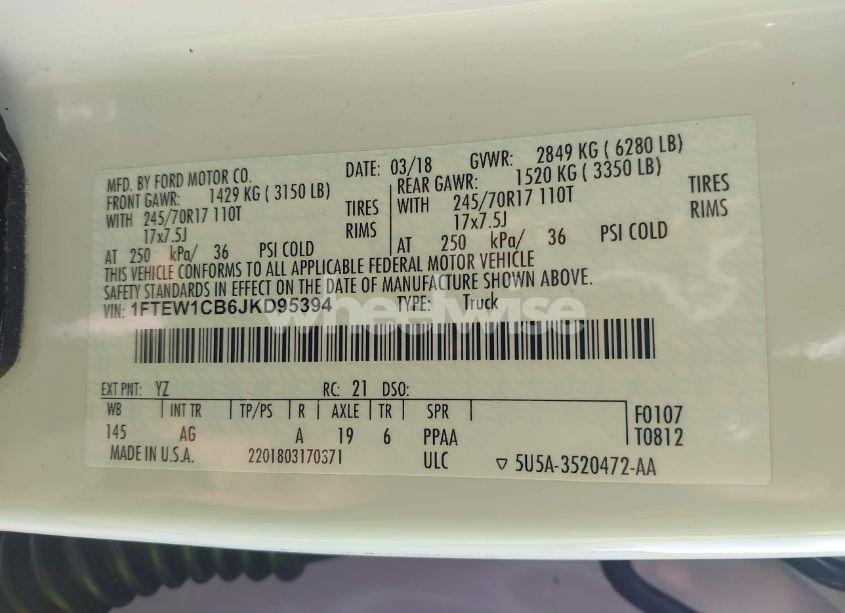 MFD. BY FORD MOTOR CO. DATE: 03/18 GVWR: 2849 KG ( 6280 LB)
FRONT GAWR: 1429 KG ( 3150 LB) REAR GAWR: 1520 KG ( 3350 LB)
WITH 245/70R17 110T TIRES WITH 245/70R17 110T TIRES
17x7.5J RIMS 17x7.5J RIMS
AT 250 kPa/ 36 PSI COLD AT 250 kPa/ 36 PSI COLD
THIS VEHICLE CONFORMS TO ALL APPLICABLE FEDERAL MOTOR VEHICLE
SAFETY STANDARDS IN EFFECT ON THE DATE OF MANUFACTURE SHOWN ABOVE.
VIN: 1FTEW1CB6JKD95394 TYPE: Truck
wheelwise
EXT PNT: YZ RC: 21 DSO:
WB INT TR TP/PS R AXLE TR SPR F0107
145 AG A 19 6 PPAA T0812
MADE IN U.S.A. 2201803170371 ULC 5U5A-3520472-AA